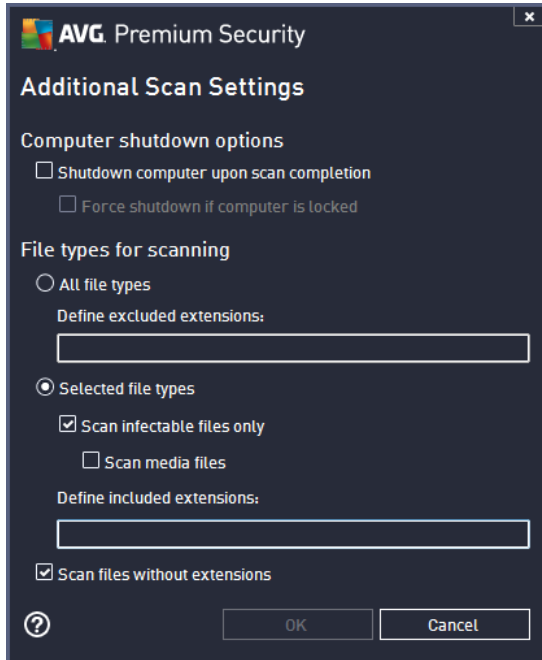 x
AVG. Premium Security
Additional Scan Settings
Computer shutdown options
Shutdown computer upon scan completion
Force shutdown if computer is locked
File types for scanning
All file types
Define excluded extensions:
Selected file types
Scan infectable files only
Scan media files
Define included extensions:
Scan files without extensions
?
OK
Cancel